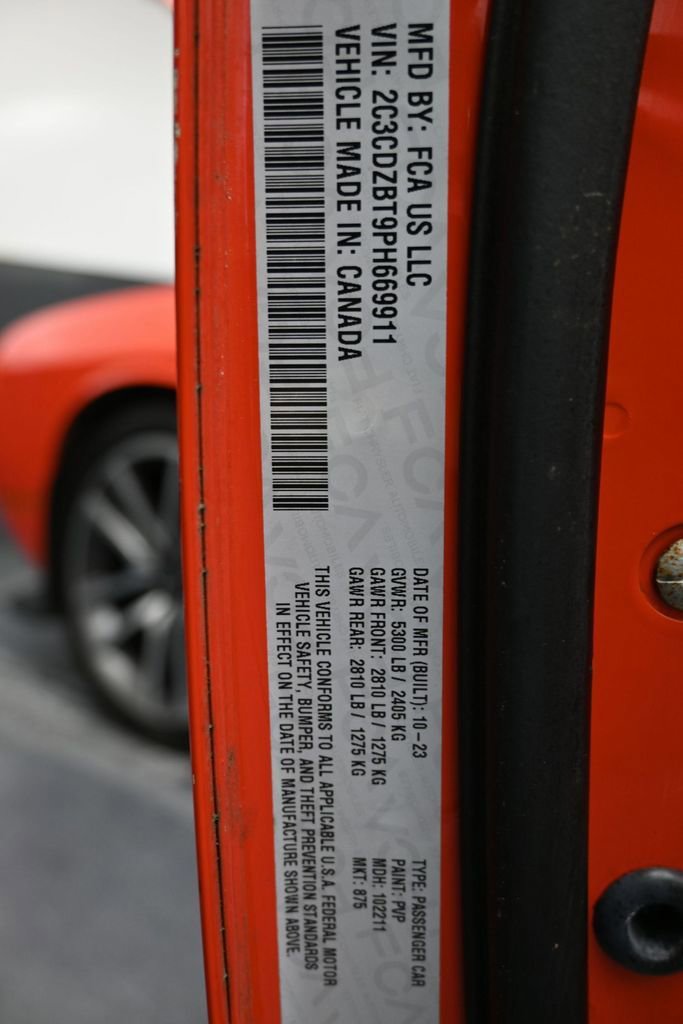 MFD BY: FCA US LLC
VIN: 2C3CDZBT9PH669911
VEHICLE MADE IN: CANADA
DATE OF MFR (BUILT): 10-23
GVWR: 5300 LB / 2405 KG
GAWR FRONT: 2810 LB / 1275 KG
GAWR REAR: 2810 LB / 1275 KG
TYPE: PASSENGER CAR
PAINT: PVP
MDH: 102211
MKT: 875
THIS VEHICLE CONFORMS TO ALL APPLICABLE U.S.A. FEDERAL MOTOR
VEHICLE SAFETY, BUMPER, AND THEFT PREVENTION STANDARDS
IN EFFECT ON THE DATE OF MANUFACTURE SHOWN ABOVE.
FCA
FCA
FCA